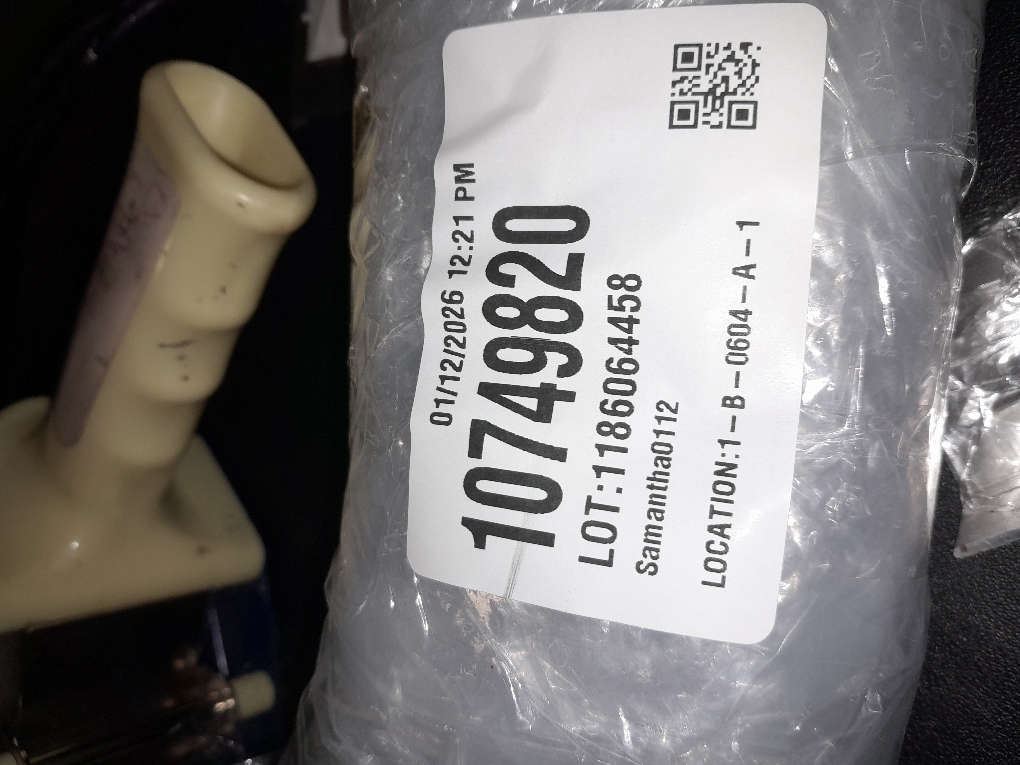 01/12/2026 12:21 PM
10749820
LOT:1186064458
Samantha0112
LOCATION:1-B-0604-A-1